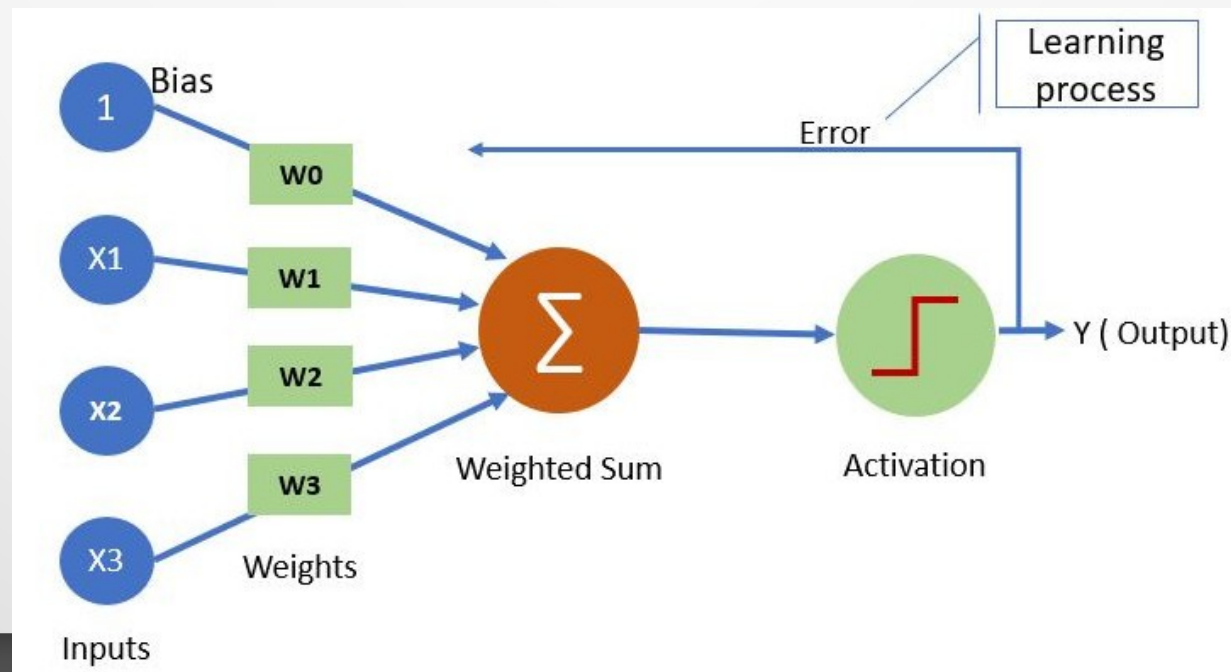 Learning
process
Bias
1
Error
W0
X1
W1
Σ
Y ( Output)
W2
X2
Weighted Sum
Activation
W3
X3
Weights
Inputs